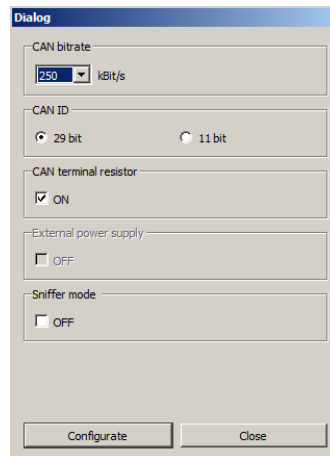 Dialog
CAN bitrate
250 kBit/s
CAN ID
29 bit 11 bit
CAN terminal resistor
ON
External power supply
OFF
Sniffer mode
OFF
Configurate Close